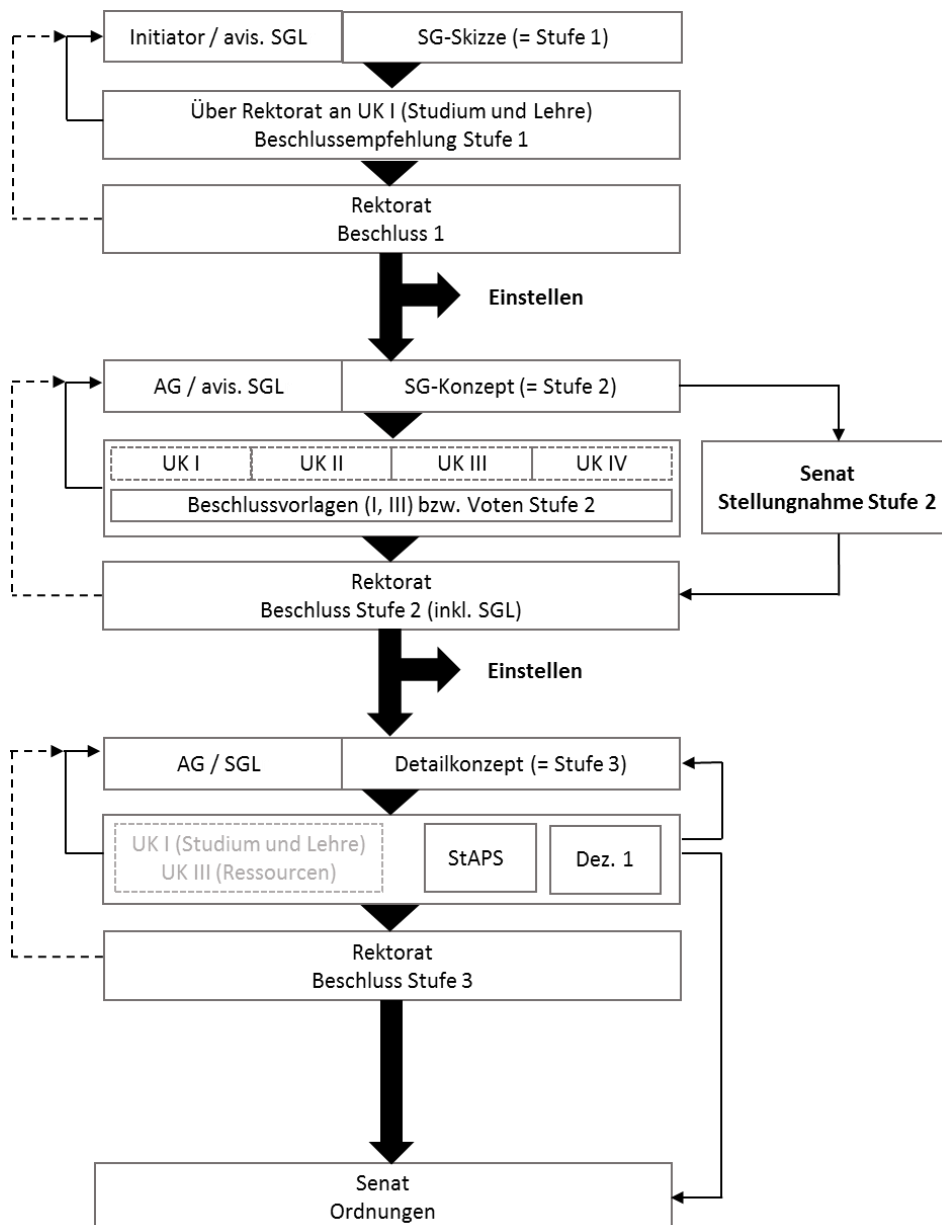 Initiator / avis. SGL
SG-Skizze (= Stufe 1)
Über Rektorat an UK I (Studium und Lehre)
Beschlussempfehlung Stufe 1
Rektorat
Beschluss 1
Einstellen
AG / avis. SGL
SG-Konzept (= Stufe 2)
UK I
UK II
UK III
UK IV
Beschlussvorlagen (I, III) bzw. Voten Stufe 2
Senat
Stellungnahme Stufe 2
Rektorat
Beschluss Stufe 2 (inkl. SGL)
Einstellen
AG / SGL
Detailkonzept (= Stufe 3)
UK I (Studium und Lehre)
UK III (Ressourcen)
StAPS
Dez. 1
Rektorat
Beschluss Stufe 3
Senat
Ordnungen